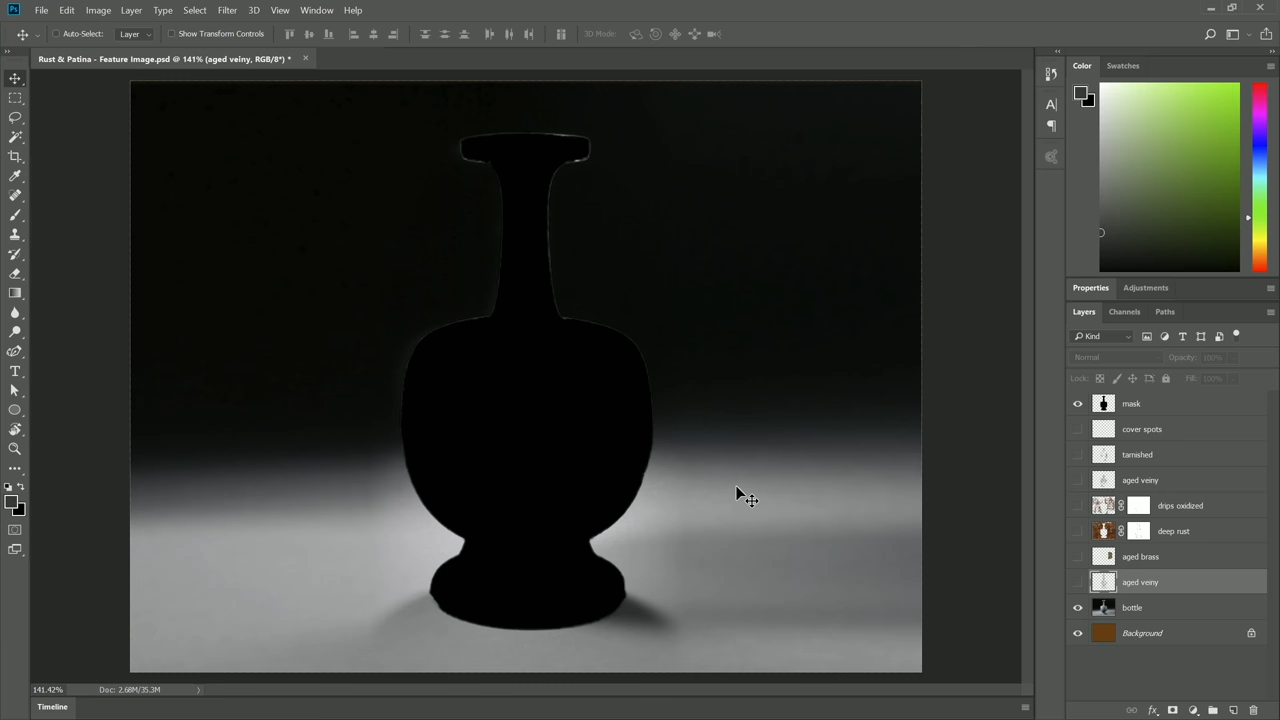 Ps File Edit Image Layer Type Select Filter 3D View Window Help
Auto-Select: Layer Show Transform Controls 3D Mode:
Rust & Patina - Feature Image.psd @ 141% (aged veiny, RGB/8*) *
Color Swatches
Properties Adjustments
Layers Channels Paths
Kind
Normal Opacity: 100%
Lock: Fill: 100%
mask
cover spots
tarnished
aged veiny
drips oxidized
deep rust
aged brass
aged veiny
bottle
Background
141.42% Doc: 2.68M/35.3M
Timeline